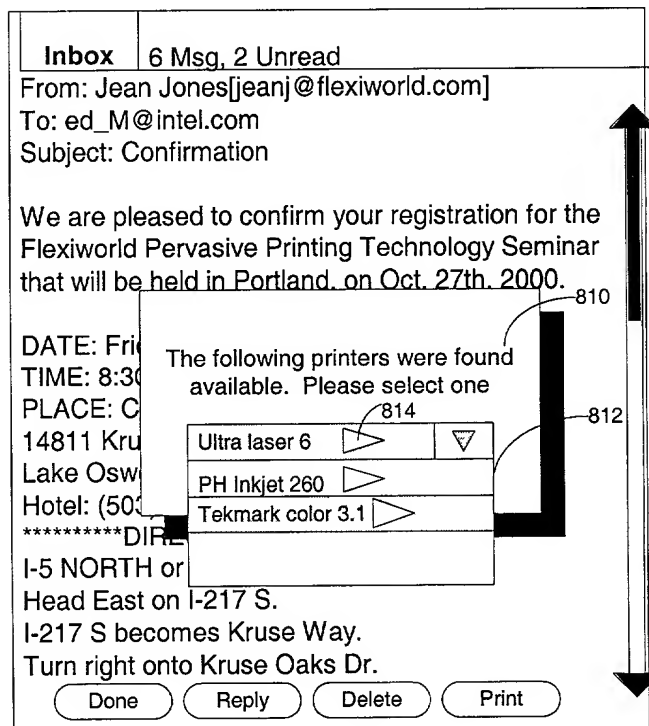 Inbox 6 Msg, 2 Unread
From: Jean Jones[jeanj@flexiworld.com]
To: ed_M@intel.com
Subject: Confirmation
We are pleased to confirm your registration for the
Flexiworld Pervasive Printing Technology Seminar
that will be held in Portland, on Oct. 27th, 2000.
810
DATE: Fri
The following printers were found
TIME: 8:30
available. Please select one
PLACE: C
814
812
14811 Kru
Ultra laser 6
Lake Osw
PH Inkjet 260
Hotel: (503
Tekmark color 3.1
**********DIRE
I-5 NORTH or
Head East on I-217 S.
I-217 S becomes Kruse Way.
Turn right onto Kruse Oaks Dr.
Done Reply Delete Print